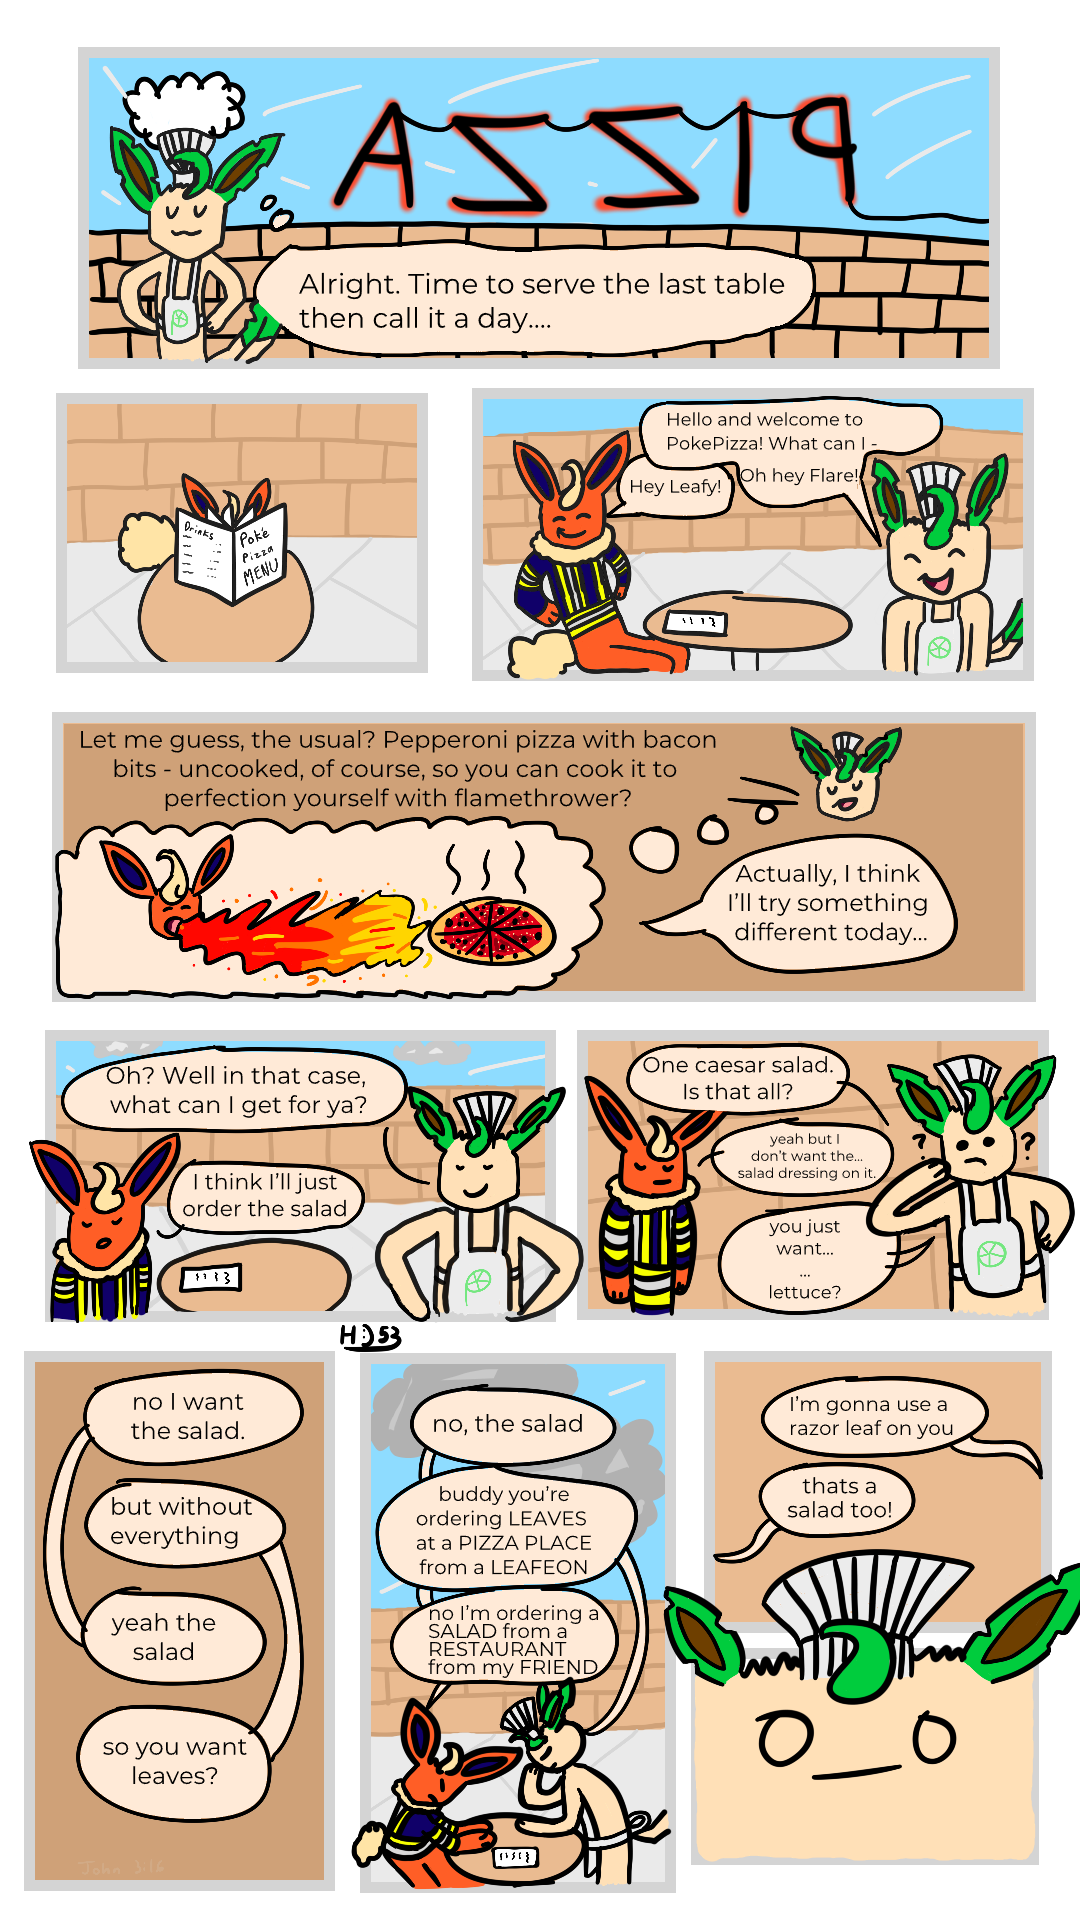 PIZZA
Alright. Time to serve the last table
then call it a day....
Drinks
Poké
Pizza
MENU
Hello and welcome to
PokePizza! What can I -
Oh hey Flare!
Hey Leafy!
Let me guess, the usual? Pepperoni pizza with bacon
bits - uncooked, of course, so you can cook it to
perfection yourself with flamethrower?
Actually, I think
I'll try something
different today...
Oh? Well in that case,
what can I get for ya?
I think I'll just
order the salad
One caesar salad.
Is that all?
yeah but I
don't want the...
salad dressing on it.
? ?
you just
want...
...
lettuce?
H:) 53
no I want
the salad.
but without
everything
yeah the
salad
so you want
leaves?
John 3:16
no, the salad
buddy you're
ordering LEAVES
at a PIZZA PLACE
from a LEAFEON
no I'm ordering a
SALAD from a
RESTAURANT
from my FRIEND
I'm gonna use a
razor leaf on you
thats a
salad too!